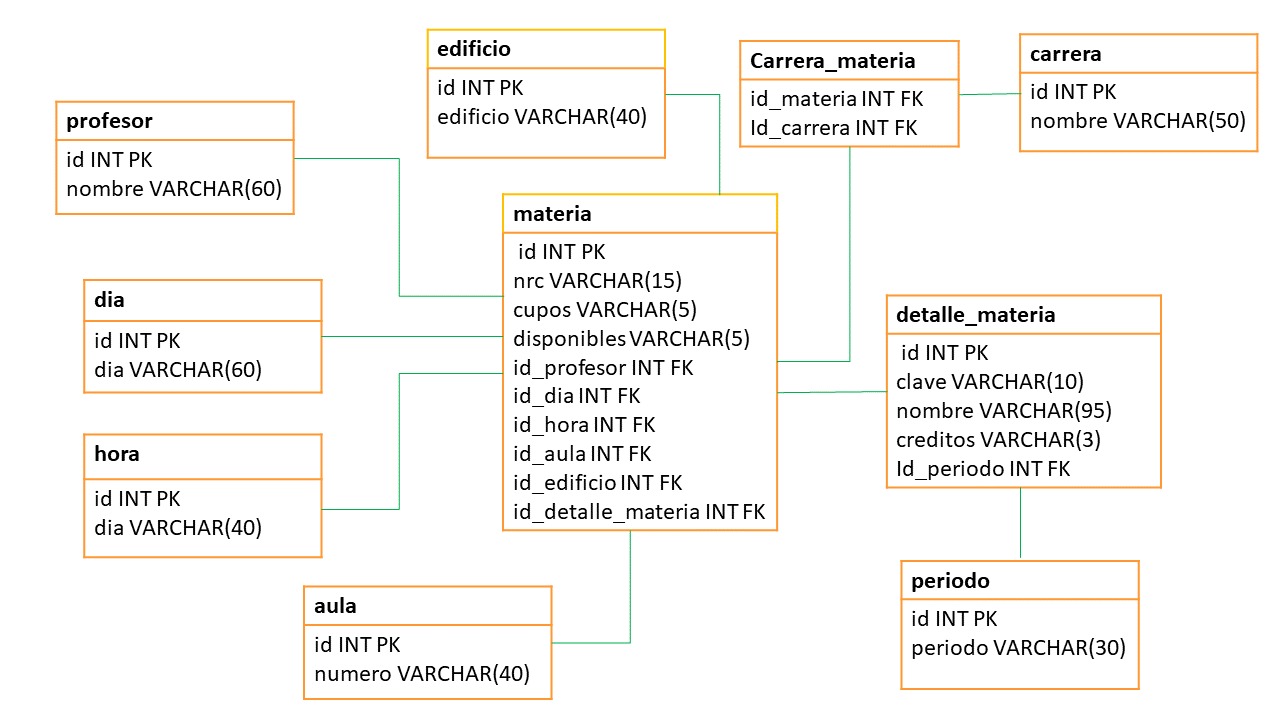 edificio
id INT PK
edificio VARCHAR(40)
Carrera_materia
id_materia INT FK
Id_carrera INT FK
carrera
id INT PK
nombre VARCHAR(50)
profesor
id INT PK
nombre VARCHAR(60)
materia
id INT PK
nrc VARCHAR(15)
cupos VARCHAR(5)
disponibles VARCHAR(5)
id_profesor INT FK
id_dia INT FK
id_hora INT FK
id_aula INT FK
id_edificio INT FK
id_detalle_materia INT FK
dia
id INT PK
dia VARCHAR(60)
detalle_materia
id INT PK
clave VARCHAR(10)
nombre VARCHAR(95)
creditos VARCHAR(3)
Id_periodo INT FK
hora
id INT PK
dia VARCHAR(40)
aula
id INT PK
numero VARCHAR(40)
periodo
id INT PK
periodo VARCHAR(30)